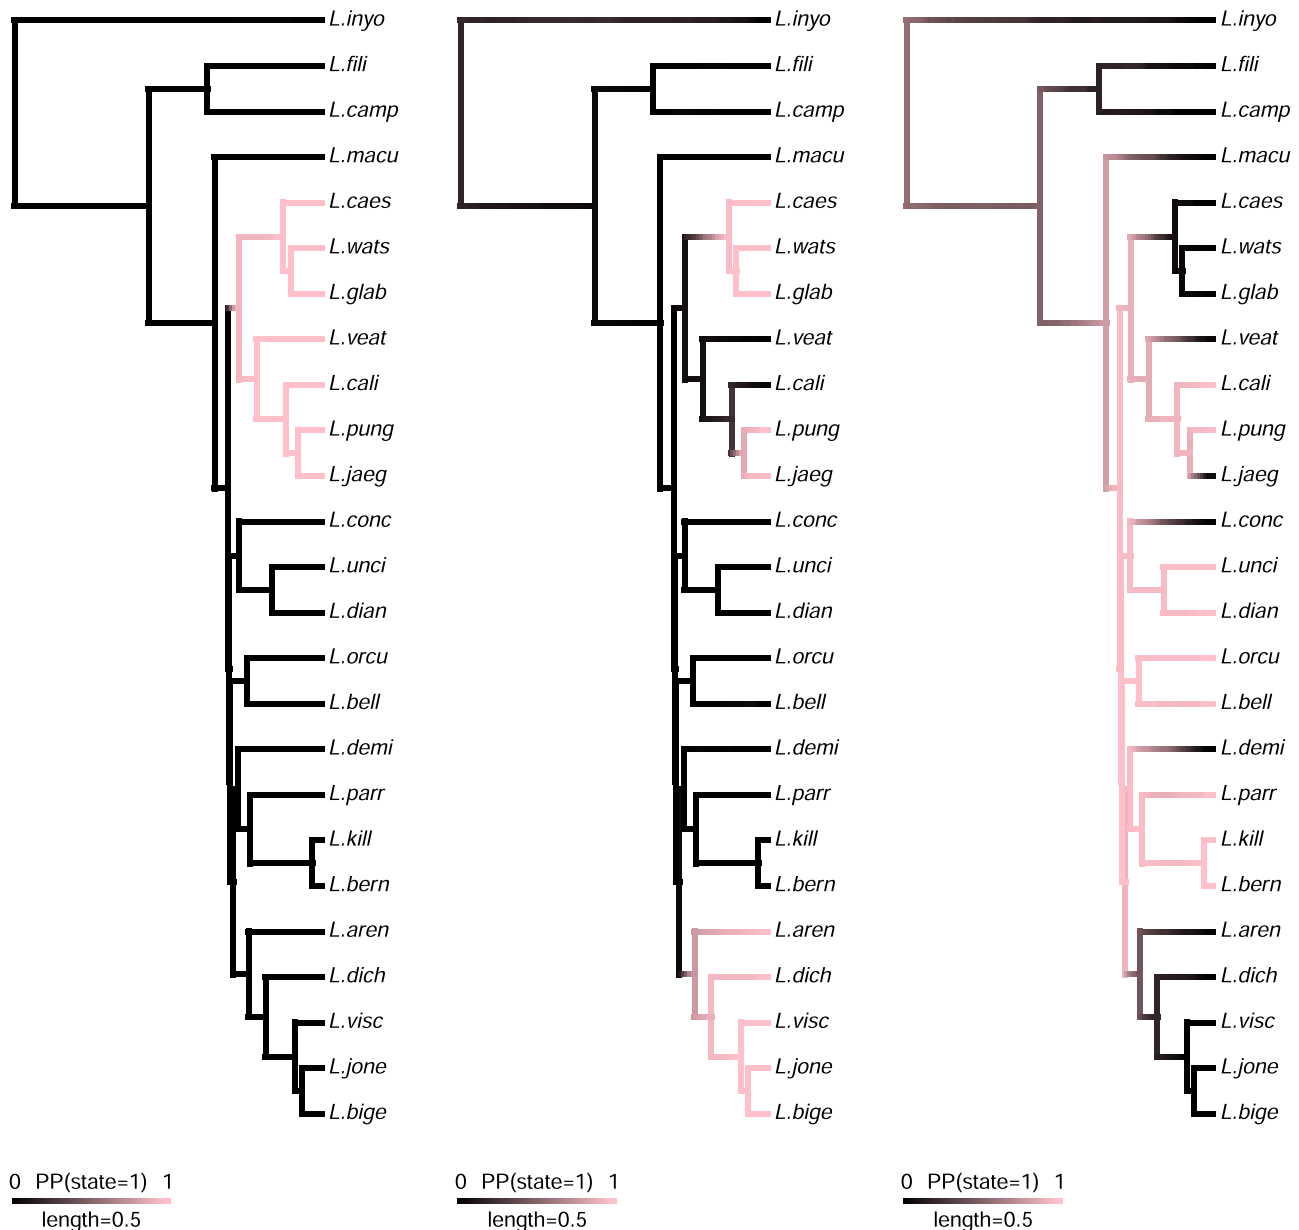 L.inyo
L.fili
L.camp
L.macu
L.caes
L.wats
L.glab
L.veat
L.cali
L.pung
L.jaeg
L.conc
L.unci
L.dian
L.orcu
L.bell
L.demi
L.parr
L.kill
L.bern
L.aren
L.dich
L.visc
L.jone
L.bige
0 PP(state=1) 1
length=0.5
L.inyo
L.fili
L.camp
L.macu
L.caes
L.wats
L.glab
L.veat
L.cali
L.pung
L.jaeg
L.conc
L.unci
L.dian
L.orcu
L.bell
L.demi
L.parr
L.kill
L.bern
L.aren
L.dich
L.visc
L.jone
L.bige
0 PP(state=1) 1
length=0.5
L.inyo
L.fili
L.camp
L.macu
L.caes
L.wats
L.glab
L.veat
L.cali
L.pung
L.jaeg
L.conc
L.unci
L.dian
L.orcu
L.bell
L.demi
L.parr
L.kill
L.bern
L.aren
L.dich
L.visc
L.jone
L.bige
0 PP(state=1) 1
length=0.5